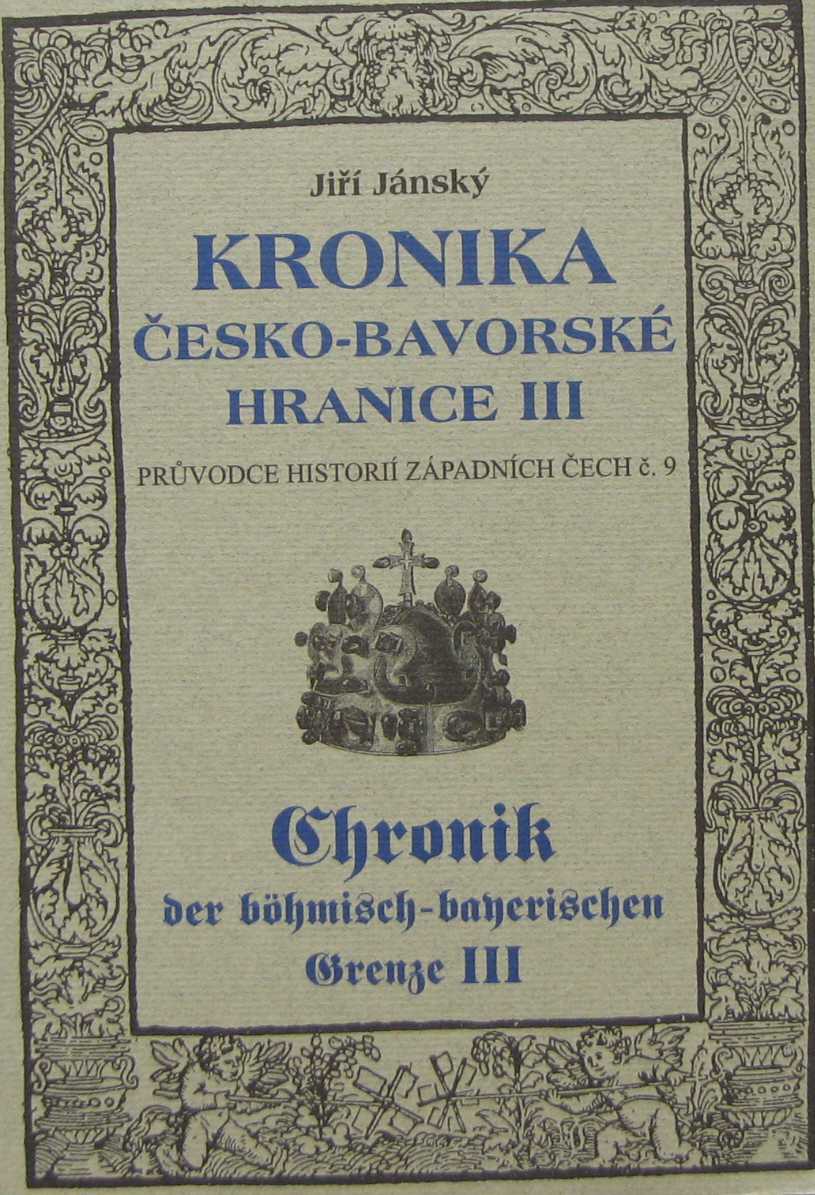 Jiří Jánský
KRONIKA
ČESKO-BAVORSKÉ
HRANICE III
PRŮVODCE HISTORIÍ ZÁPADNÍCH ČECH č. 9
Chronik
der böhmisch-bayerischen
Grenze III